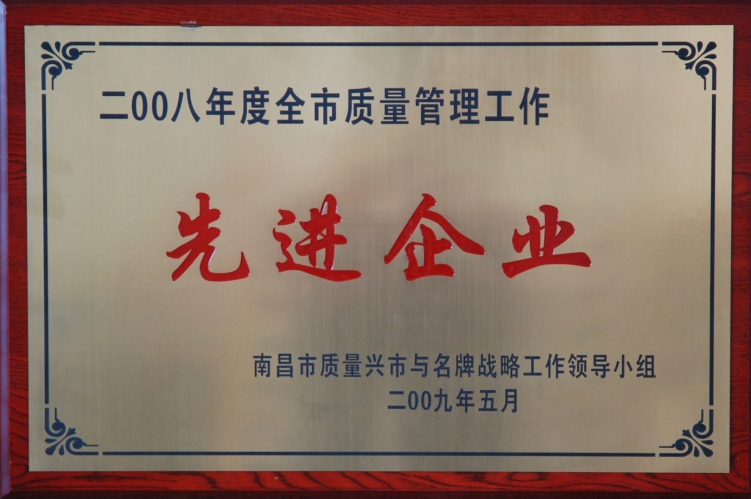 二00八年度全市质量管理工作
先进企业
南昌市质量兴市与名牌战略工作领导小组
二00九年五月